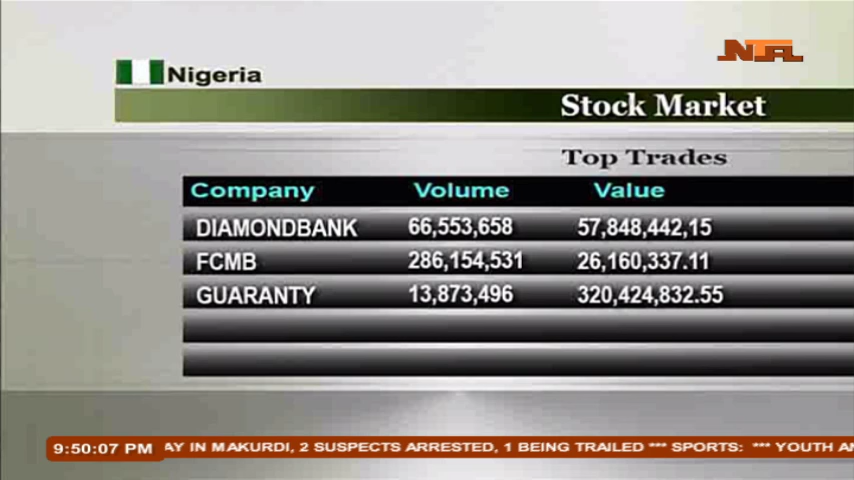 NTA
Nigeria
Stock Market
Top Trades
Company Volume Value
DIAMONDBANK 66,553,658 57,848,442,15
FCMB 286,154,531 26,160,337.11
GUARANTY 13,873,496 320,424,832.55
9:50:07 PM AY IN MAKURDI, 2 SUSPECTS ARRESTED, 1 BEING TRAILED *** SPORTS: *** YOUTH AN